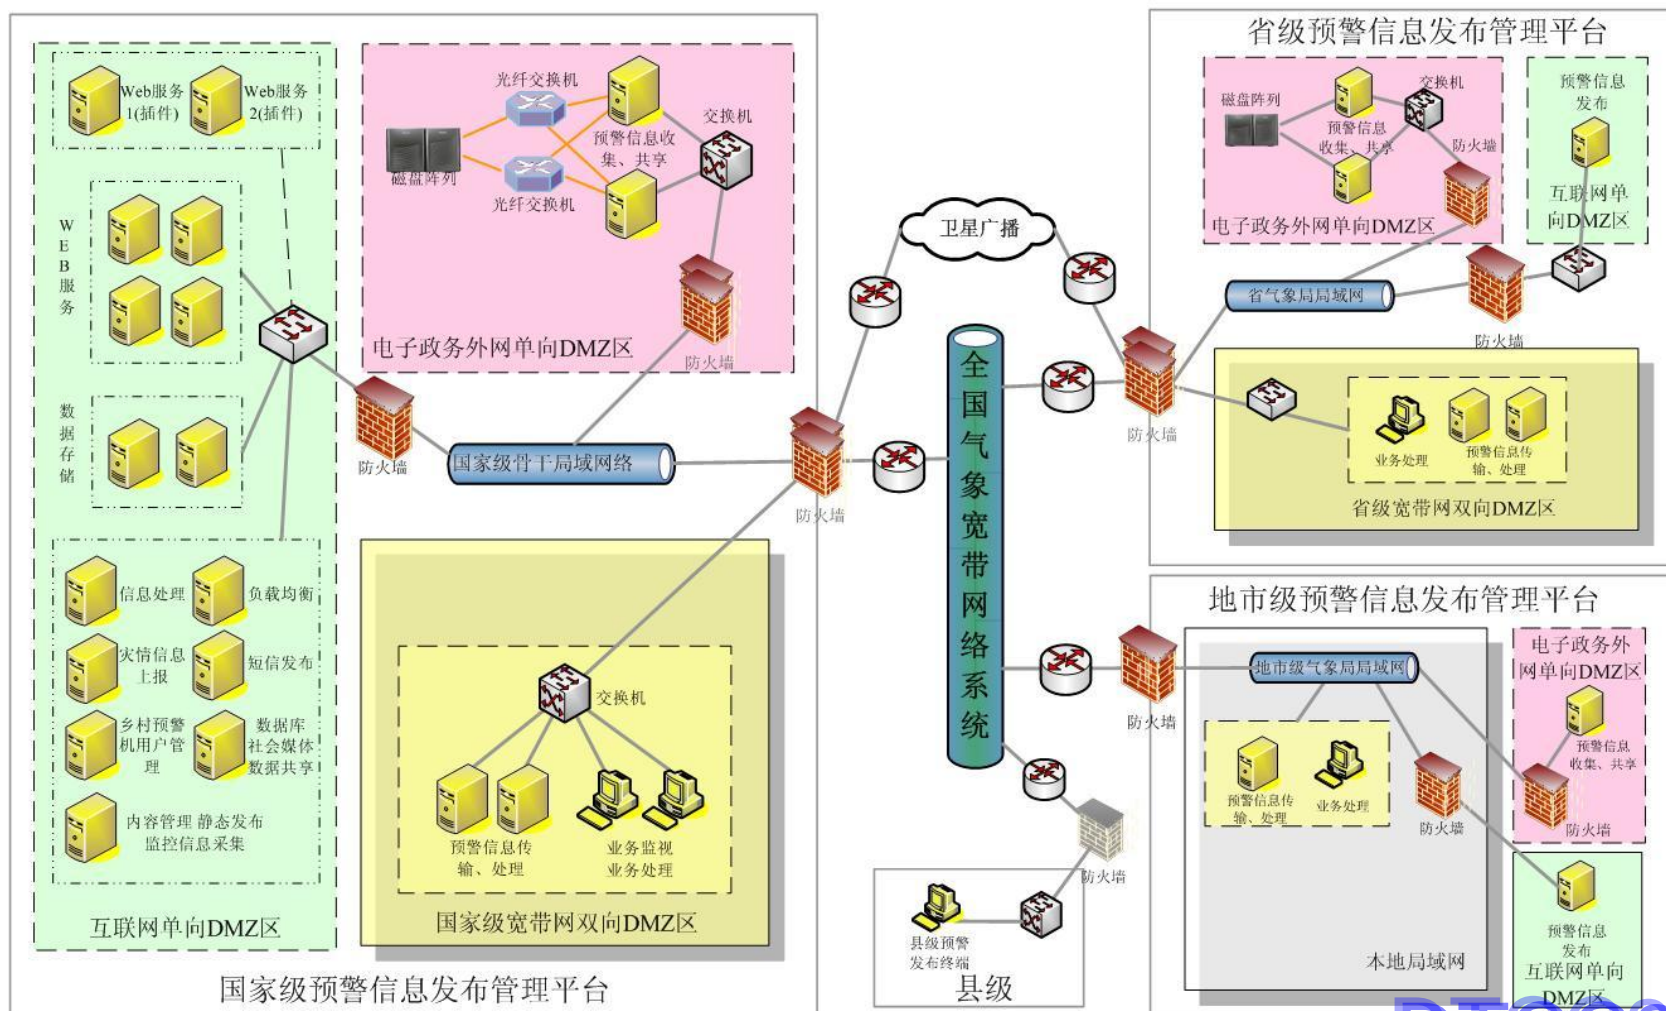 Web服务
1(插件)
Web服务
2(插件)
WEB服务
数据存储
信息处理
负载均衡
灾情信息
上报
短信发布
乡村预警
机用户管
理
数据库
社会媒体
数据共享
内容管理 静态发布
监控信息采集
互联网单向DMZ区
防火墙
光纤交换机
磁盘阵列
光纤交换机
预警信息收
集、共享
交换机
电子政务外网单向DMZ区
防火墙
国家级骨干局域网络
防火墙
交换机
预警信息传
输、处理
业务监视
业务处理
国家级宽带网双向DMZ区
国家级预警信息发布管理平台
卫星广播
全国气象宽带网络系统
防火墙
县级预警
发布终端
县级
省级预警信息发布管理平台
磁盘阵列
交换机
预警信息
收集、共享
防火墙
电子政务外网单向DMZ区
预警信息
发布
互联网单
向DMZ区
省气象局局域网
防火墙
防火墙
业务处理
预警信息传
输、处理
省级宽带网双向DMZ区
地市级预警信息发布管理平台
防火墙
地市级气象局局域网
预警信息传
输、处理
业务处理
防火墙
本地局域网
电子政务外
网单向DMZ区
预警信息
收集、共享
防火墙
预警信息
发布
互联网单向
DMZ区